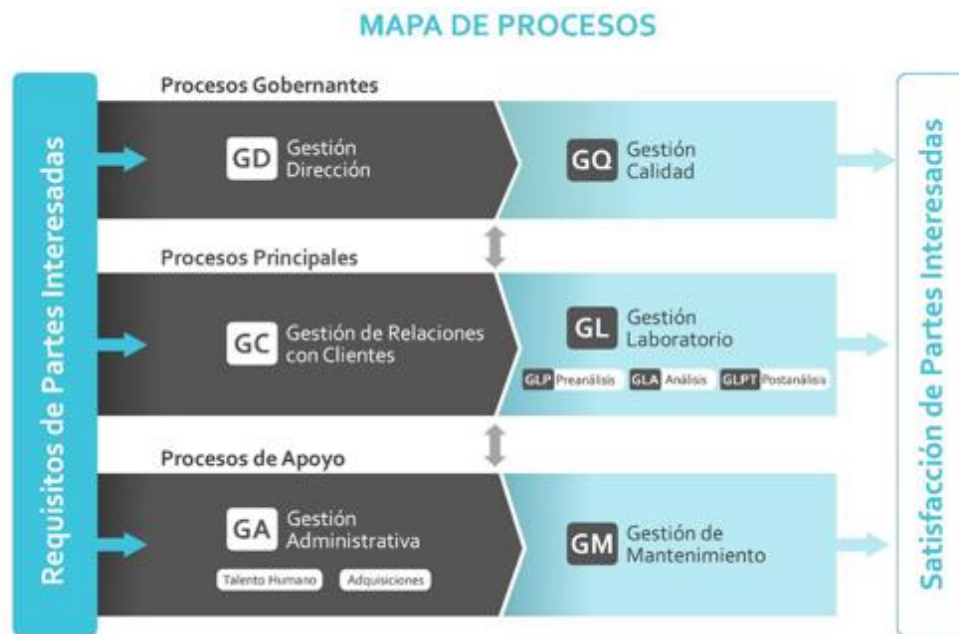 MAPA DE PROCESOS
Requisitos de Partes Interesadas
Procesos Gobernantes
GD
Gestión
Dirección
GQ
Gestión
Calidad
Procesos Principales
GC
Gestión de Relaciones
con Clientes
GL
Gestión
Laboratorio
GLP Preanálisis
GLA Análisis
GLPT Postanálisis
Procesos de Apoyo
GA
Gestión
Administrativa
Talento Humano
Adquisiciones
GM
Gestión de
Mantenimiento
Satisfacción de Partes Interesadas